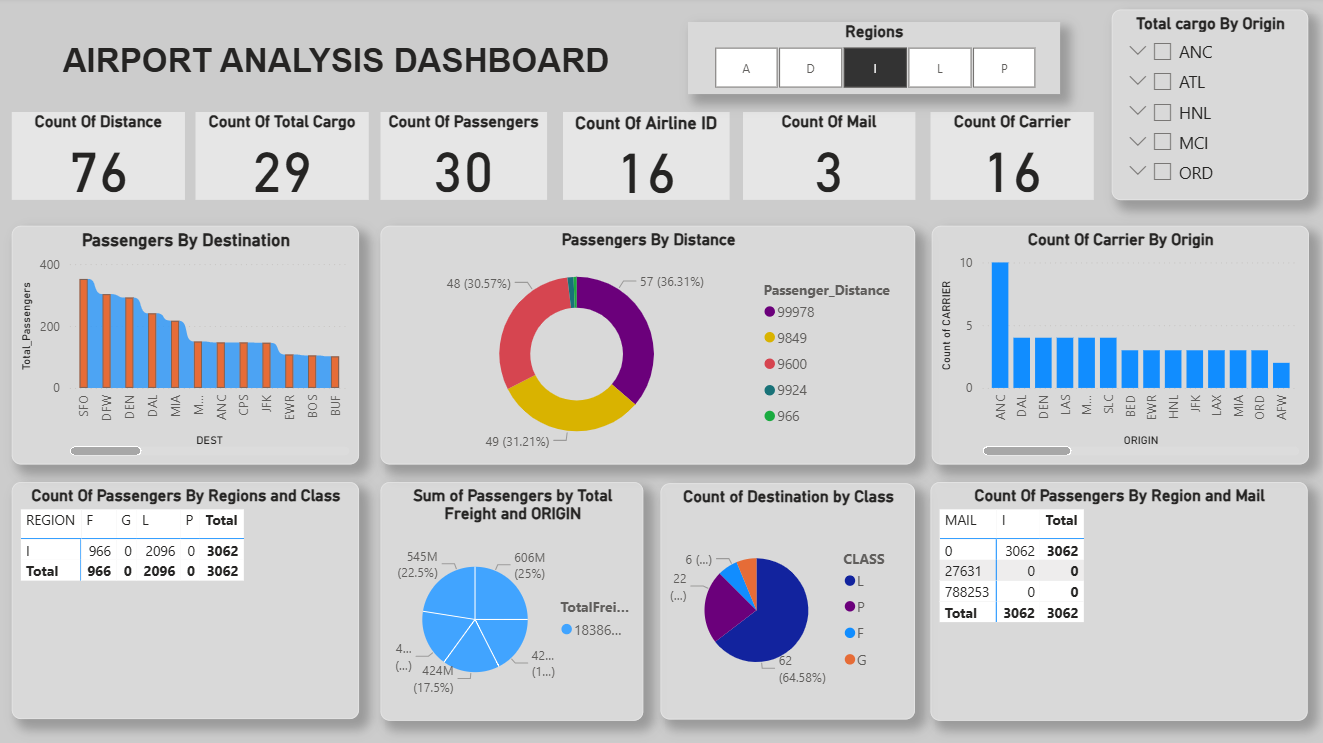 AIRPORT ANALYSIS DASHBOARD
Regions
A D I L P
Total cargo By Origin
ANC
ATL
HNL
MCI
ORD
Count Of Distance
76
Count Of Total Cargo
29
Count Of Passengers
30
Count Of Airline ID
16
Count Of Mail
3
Count Of Carrier
16
Passengers By Destination
Total_Passengers
400
200
0
SFO DFW DEN DAL MIA M... ANC CPS JFK EWR BOS BUF
DEST
Passengers By Distance
48 (30.57%)
57 (36.31%)
49 (31.21%)
Passenger_Distance
99978
9849
9600
9924
966
Count Of Carrier By Origin
Count of CARRIER
10
5
0
ANC DAL DEN LAS M... SLC BED EWR HNL JFK LAX MIA ORD AFW
ORIGIN
Count Of Passengers By Regions and Class
REGION F G L P Total
I 966 0 2096 0 3062
Total 966 0 2096 0 3062
Sum of Passengers by Total
Freight and ORIGIN
545M
(22.5%)
606M
(25%)
4...
(...)
424M
(17.5%)
42...
(1...)
TotalFrei...
18386...
Count of Destination by Class
6 (...)
22
(...)
62
(64.58%)
CLASS
L
P
F
G
Count Of Passengers By Region and Mail
MAIL I Total
0 3062 3062
27631 0 0
788253 0 0
Total 3062 3062